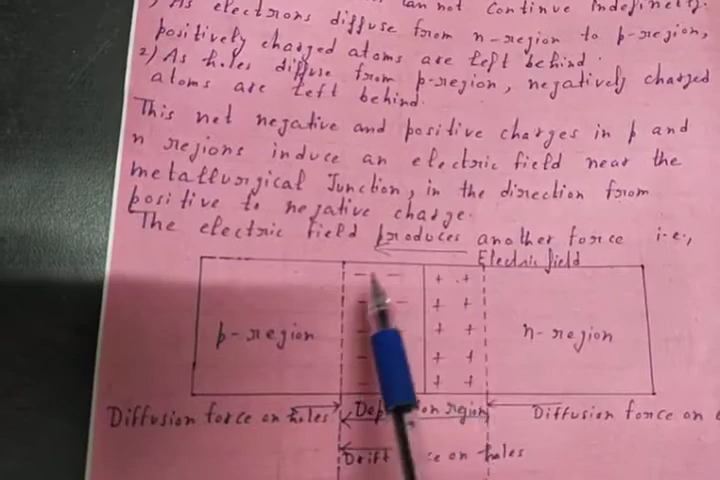 1) As electrons diffuse from n-region to p-region,
can not continue indefinetly.
positively charged atoms are left behind.
2) As holes diffuse from p-region, negatively charged
atoms are left behind.
This net negative and positive charges in p and
n regions induce an electric field near the
metallurgical Junction, in the direction from
positive to negative charge.
The electric field produces another force i.e.,
Electric field
- -
+ +
+ +
p-region
+ +
n-region
+ +
+ +
Diffusion force on holes
region
Diffusion force on
on holes